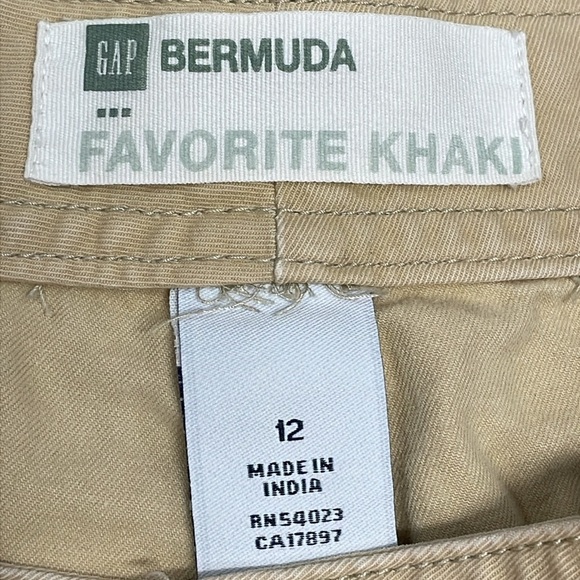 GAP BERMUDA
FAVORITE KHAKI
12
MADE IN
INDIA
RN54023
CA17897